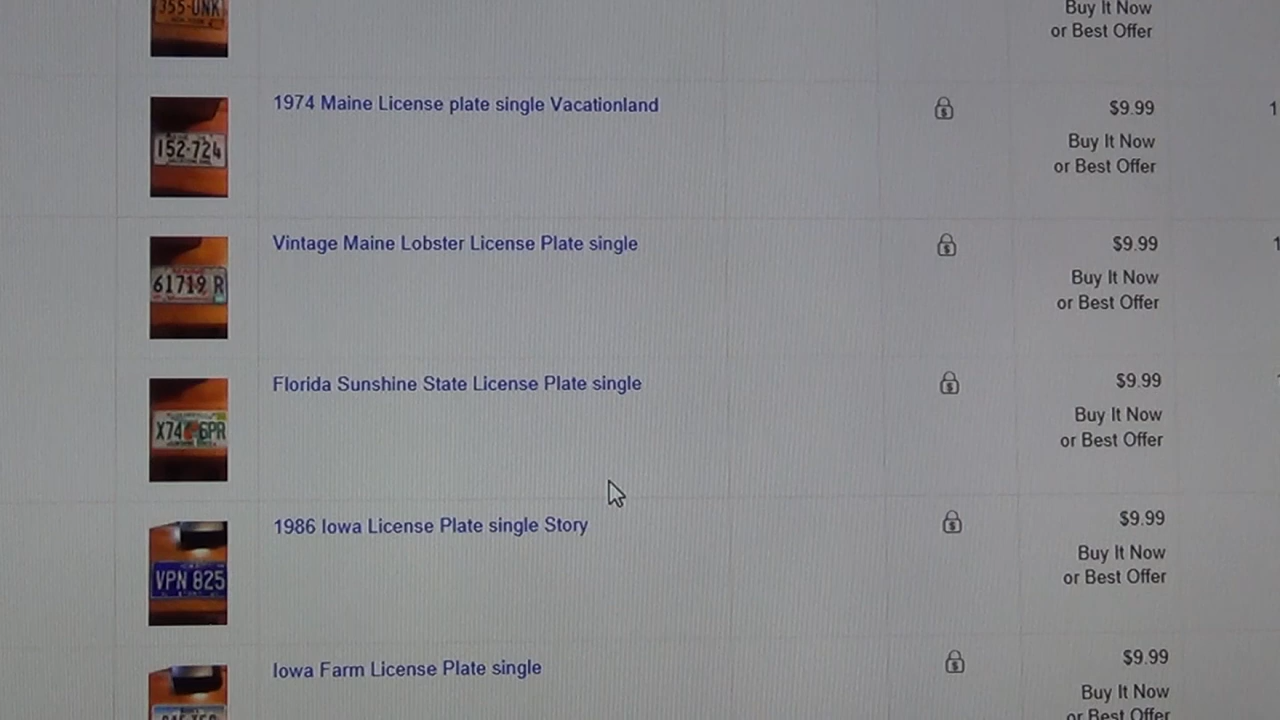 355-UNK
Buy It Now
or Best Offer
1974 Maine License plate single Vacationland
152-724
$9.99
Buy It Now
or Best Offer
Vintage Maine Lobster License Plate single
61719 R
$9.99
Buy It Now
or Best Offer
Florida Sunshine State License Plate single
X74 6PR
$9.99
Buy It Now
or Best Offer
1986 Iowa License Plate single Story
VPN 825
$9.99
Buy It Now
or Best Offer
Iowa Farm License Plate single
$9.99
Buy It Now
or Best Offer